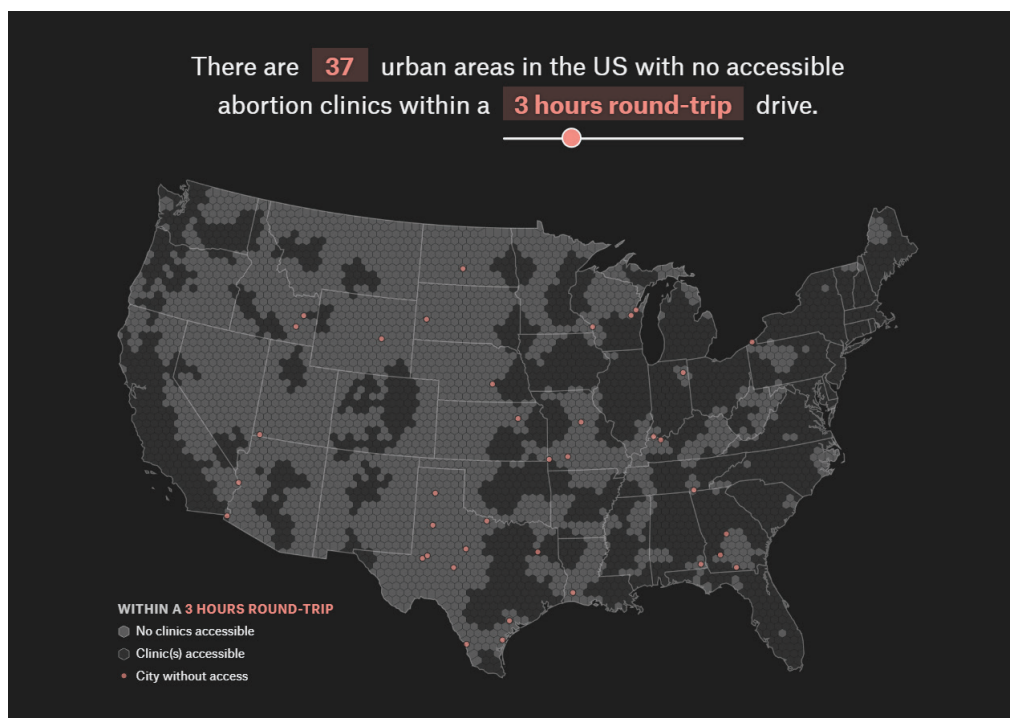 There are 37 urban areas in the US with no accessible
abortion clinics within a 3 hours round-trip drive.
WITHIN A 3 HOURS ROUND-TRIP
No clinics accessible
Clinic(s) accessible
City without access